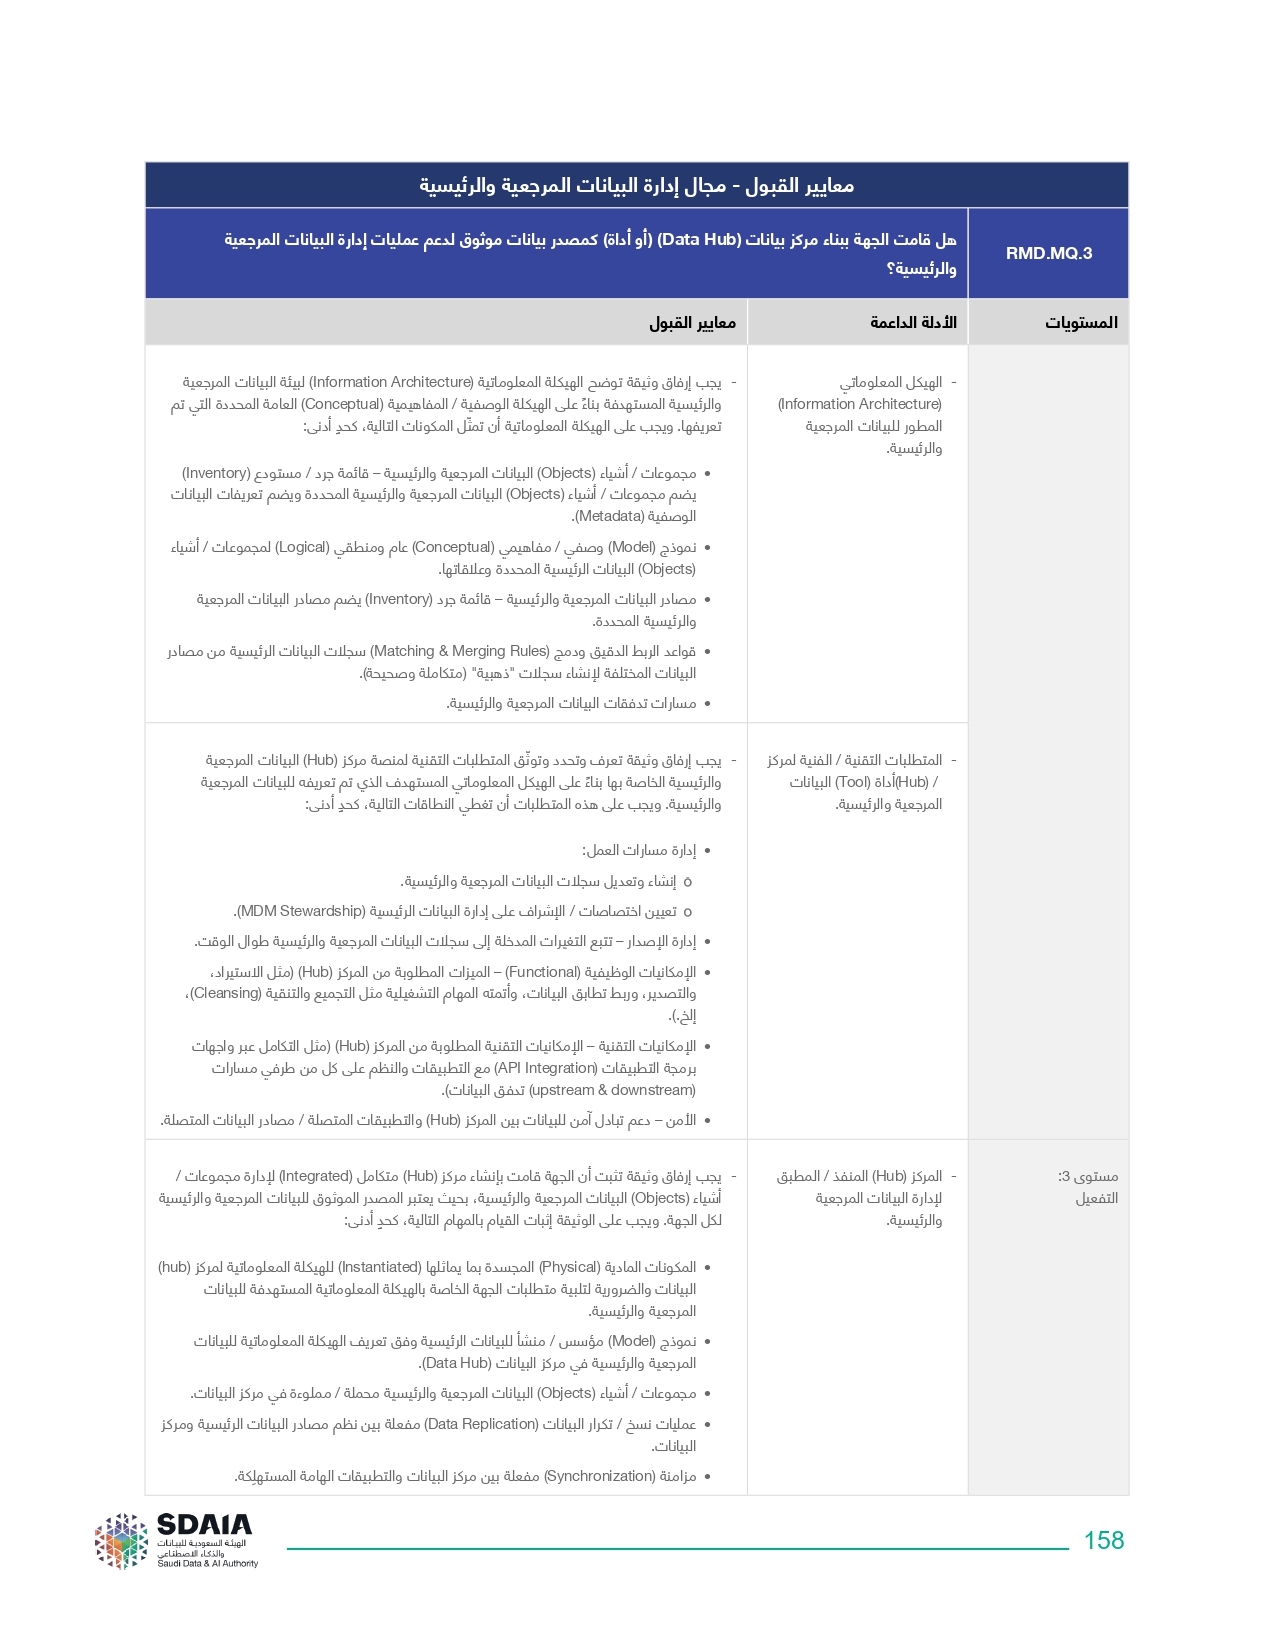 معايير القبول - مجال إدارة البيانات المرجعية والرئيسية
RMD.MQ.3
هل قامت الجهة ببناء مركز بيانات (Data Hub) (أو أداة) كمصدر بيانات موثوق لدعم عمليات إدارة البيانات المرجعية
والرئيسية؟
المستويات
الأدلة الداعمة
معايير القبول
- الهيكل المعلوماتي
(Information Architecture)
المطور للبيانات المرجعية
والرئيسية.
- يجب إرفاق وثيقة توضح الهيكلة المعلوماتية (Information Architecture) لبيئة البيانات المرجعية
والرئيسية المستهدفة بناءً على الهيكلة الوصفية / المفاهيمية (Conceptual) العامة المحددة التي تم
تعريفها. ويجب على الهيكلة المعلوماتية أن تمثّل المكونات التالية، كحدٍ أدنى:
• مجموعات / أشياء (Objects) البيانات المرجعية والرئيسية – قائمة جرد / مستودع (Inventory)
يضم مجموعات / أشياء (Objects) البيانات المرجعية والرئيسية المحددة ويضم تعريفات البيانات
الوصفية (Metadata).
• نموذج (Model) وصفي / مفاهيمي (Conceptual) عام ومنطقي (Logical) لمجموعات / أشياء
(Objects) البيانات الرئيسية المحددة وعلاقاتها.
• مصادر البيانات المرجعية والرئيسية – قائمة جرد (Inventory) يضم مصادر البيانات المرجعية
والرئيسية المحددة.
• قواعد الربط الدقيق ودمج (Matching & Merging Rules) سجلات البيانات الرئيسية من مصادر
البيانات المختلفة لإنشاء سجلات "ذهبية" (متكاملة وصحيحة).
• مسارات تدفقات البيانات المرجعية والرئيسية.
- المتطلبات التقنية / الفنية لمركز
/ (Hub)أداة (Tool) البيانات
المرجعية والرئيسية.
- يجب إرفاق وثيقة تعرف وتحدد وتوثّق المتطلبات التقنية لمنصة مركز (Hub) البيانات المرجعية
والرئيسية الخاصة بها بناءً على الهيكل المعلوماتي المستهدف الذي تم تعريفه للبيانات المرجعية
والرئيسية. ويجب على هذه المتطلبات أن تغطي النطاقات التالية، كحدٍ أدنى:
• إدارة مسارات العمل:
o إنشاء وتعديل سجلات البيانات المرجعية والرئيسية.
o تعيين اختصاصات / الإشراف على إدارة البيانات الرئيسية (MDM Stewardship).
• إدارة الإصدار – تتبع التغيرات المدخلة إلى سجلات البيانات المرجعية والرئيسية طوال الوقت.
• الإمكانيات الوظيفية (Functional) – الميزات المطلوبة من المركز (Hub) (مثل الاستيراد،
والتصدير، وربط تطابق البيانات، وأتمته المهام التشغيلية مثل التجميع والتنقية (Cleansing)،
إلخ.).
• الإمكانيات التقنية – الإمكانيات التقنية المطلوبة من المركز (Hub) (مثل التكامل عبر واجهات
برمجة التطبيقات (API Integration) مع التطبيقات والنظم على كل من طرفي مسارات
(upstream & downstream) تدفق البيانات).
• الأمن – دعم تبادل آمن للبيانات بين المركز (Hub) والتطبيقات المتصلة / مصادر البيانات المتصلة.
مستوى 3:
التفعيل
- المركز (Hub) المنفذ / المطبق
لإدارة البيانات المرجعية
والرئيسية.
- يجب إرفاق وثيقة تثبت أن الجهة قامت بإنشاء مركز (Hub) متكامل (Integrated) لإدارة مجموعات /
أشياء (Objects) البيانات المرجعية والرئيسية، بحيث يعتبر المصدر الموثوق للبيانات المرجعية والرئيسية
لكل الجهة. ويجب على الوثيقة إثبات القيام بالمهام التالية، كحدٍ أدنى:
• المكونات المادية (Physical) المجسدة بما يماثلها (Instantiated) للهيكلة المعلوماتية لمركز (hub)
البيانات والضرورية لتلبية متطلبات الجهة الخاصة بالهيكلة المعلوماتية المستهدفة للبيانات
المرجعية والرئيسية.
• نموذج (Model) مؤسس / منشأ للبيانات الرئيسية وفق تعريف الهيكلة المعلوماتية للبيانات
المرجعية والرئيسية في مركز البيانات (Data Hub).
• مجموعات / أشياء (Objects) البيانات المرجعية والرئيسية محملة / مملوءة في مركز البيانات.
• عمليات نسخ / تكرار البيانات (Data Replication) مفعلة بين نظم مصادر البيانات الرئيسية ومركز
البيانات.
• مزامنة (Synchronization) مفعلة بين مركز البيانات والتطبيقات الهامة المستهلِكة.
SDAIA
الهيئة السعودية للبيانات
والذكاء الاصطناعي
Saudi Data & AI Authority
158